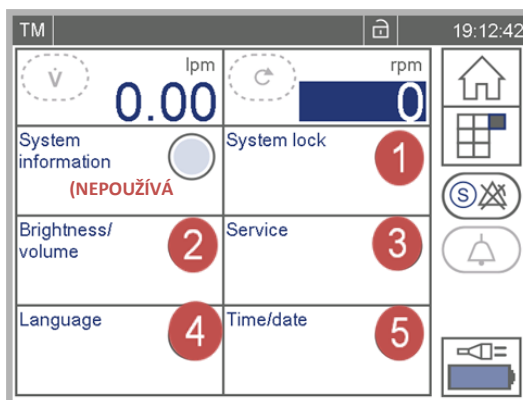 TM 19:12:42
V̇ lpm rpm
0.00 0
System
information
(NEPOUŽÍVÁ
System lock
1
Brightness/
volume
2
Service
3
S
Language
4
Time/date
5